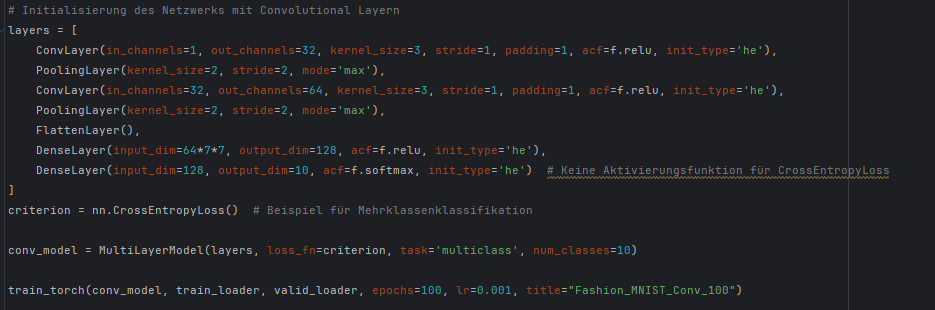 # Initialisierung des Netzwerks mit Convolutional Layern
layers = [
    ConvLayer(in_channels=1, out_channels=32, kernel_size=3, stride=1, padding=1, acf=f.relu, init_type='he'),
    PoolingLayer(kernel_size=2, stride=2, mode='max'),
    ConvLayer(in_channels=32, out_channels=64, kernel_size=3, stride=1, padding=1, acf=f.relu, init_type='he'),
    PoolingLayer(kernel_size=2, stride=2, mode='max'),
    FlattenLayer(),
    DenseLayer(input_dim=64*7*7, output_dim=128, acf=f.relu, init_type='he'),
    DenseLayer(input_dim=128, output_dim=10, acf=f.softmax, init_type='he')  # Keine Aktivierungsfunktion für CrossEntropyLoss
]
criterion = nn.CrossEntropyLoss()  # Beispiel für Mehrklassenklassifikation
conv_model = MultiLayerModel(layers, loss_fn=criterion, task='multiclass', num_classes=10)
train_torch(conv_model, train_loader, valid_loader, epochs=100, lr=0.001, title="Fashion_MNIST_Conv_100")